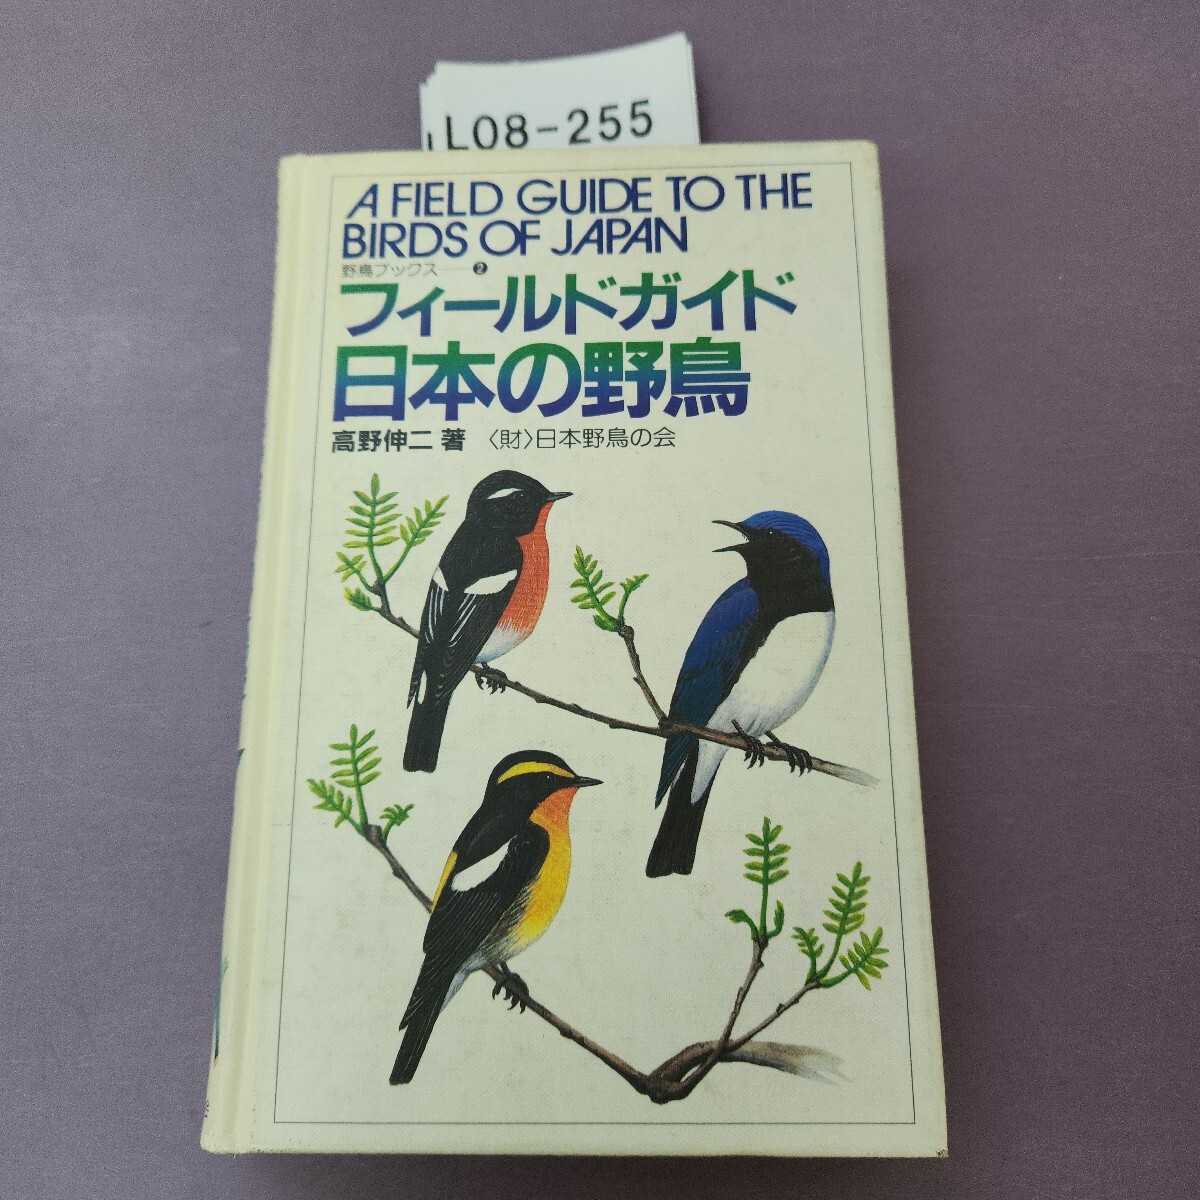 L08-255
A FIELD GUIDE TO THE
BIRDS OF JAPAN
野鳥ブックス—❷
フィールドガイド
日本の野鳥
高野伸二 著 〈財〉日本野鳥の会